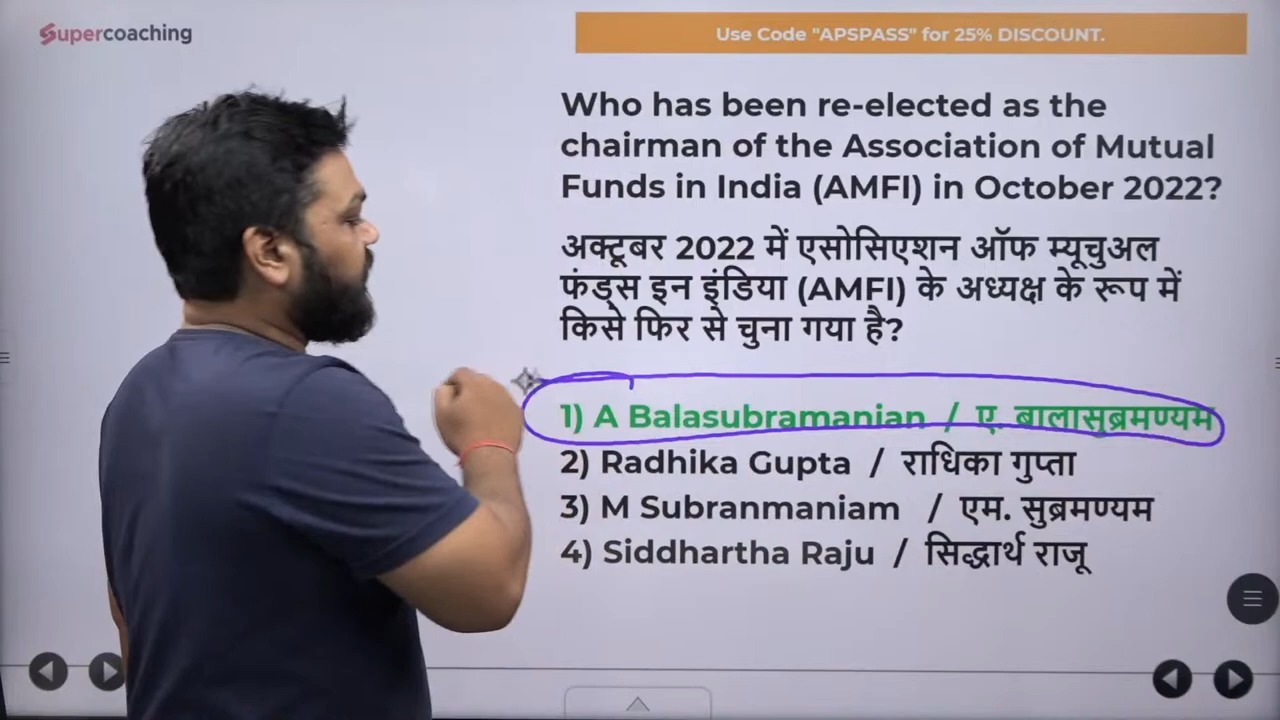 Supercoaching
Use Code "APSPASS" for 25% DISCOUNT.
Who has been re-elected as the
chairman of the Association of Mutual
Funds in India (AMFI) in October 2022?
अक्टूबर 2022 में एसोसिएशन ऑफ म्यूचुअल
फंड्स इन इंडिया (AMFI) के अध्यक्ष के रूप में
किसे फिर से चुना गया है?
1) A Balasubramanian / ए. बालासुब्रमण्यम
2) Radhika Gupta / राधिका गुप्ता
3) M Subranmaniam / एम. सुब्रमण्यम
4) Siddhartha Raju / सिद्धार्थ राजू